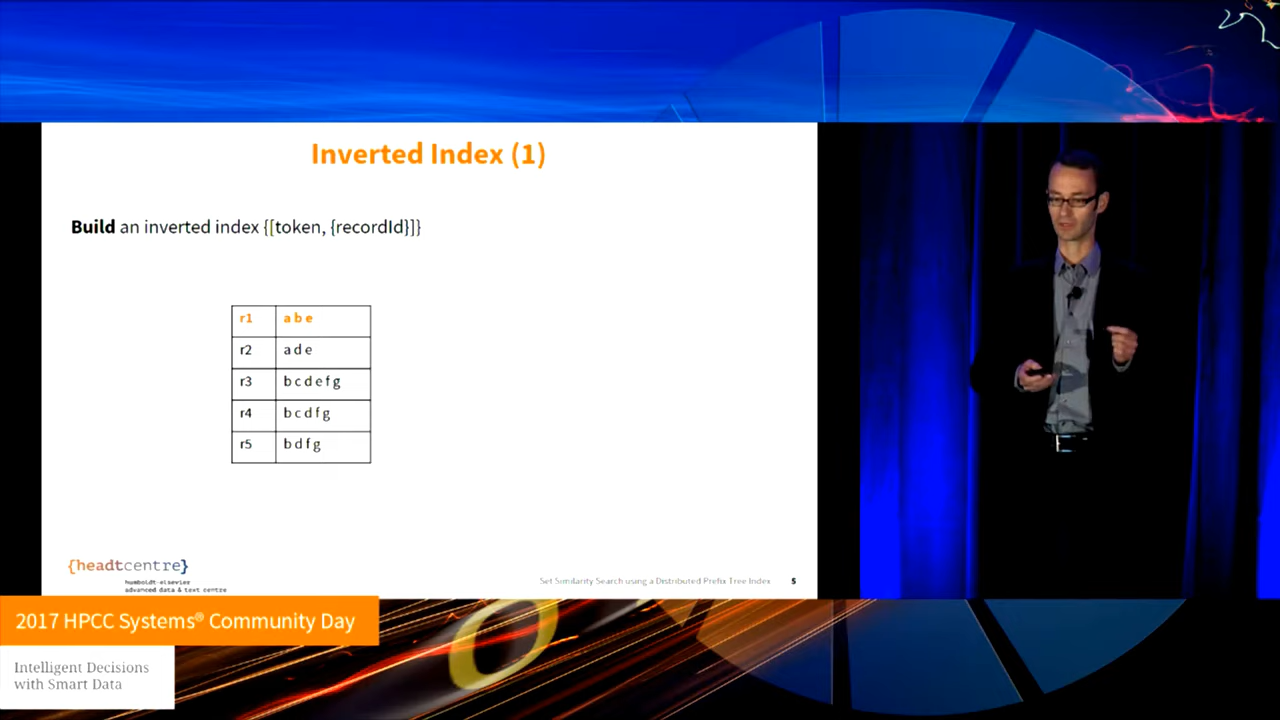 Inverted Index (1)
Build an inverted index {[token, {recordId}]}
r1 a b e
r2 a d e
r3 b c d e f g
r4 b c d f g
r5 b d f g
{headtcentre}
humboldt-elsevier
advanced data & text centre
Set Similarity Search using a Distributed Prefix Tree Index 5
2017 HPCC Systems® Community Day
Intelligent Decisions
with Smart Data